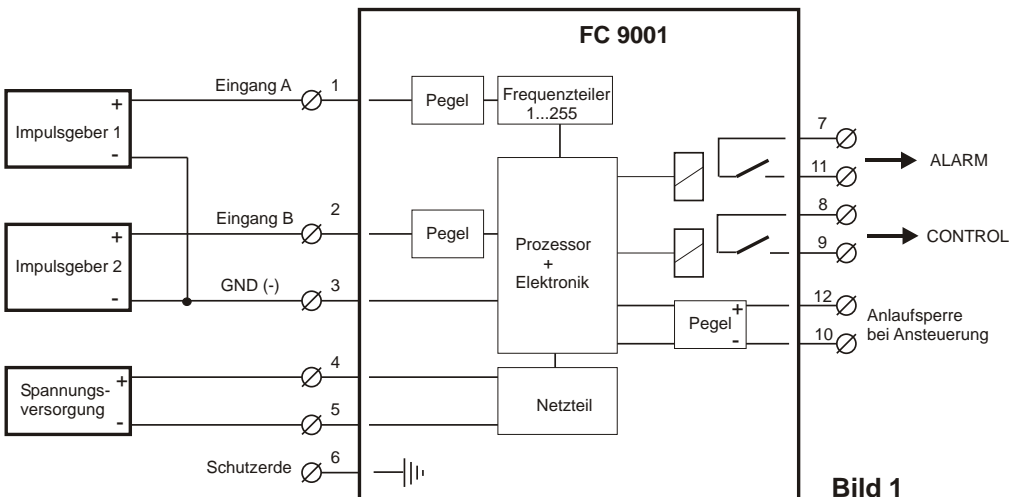 FC 9001
Eingang A
1
+
Impulsgeber 1
-
Pegel
Frequenzteiler
1...255
7
11
ALARM
Eingang B
2
+
Impulsgeber 2
-
GND (-)
3
Pegel
Prozessor
+
Elektronik
8
9
CONTROL
Pegel
+
-
12
10
Anlaufsperre
bei Ansteuerung
Spannungs-
versorgung
+
-
4
5
Netzteil
Schutzerde
6
Bild 1